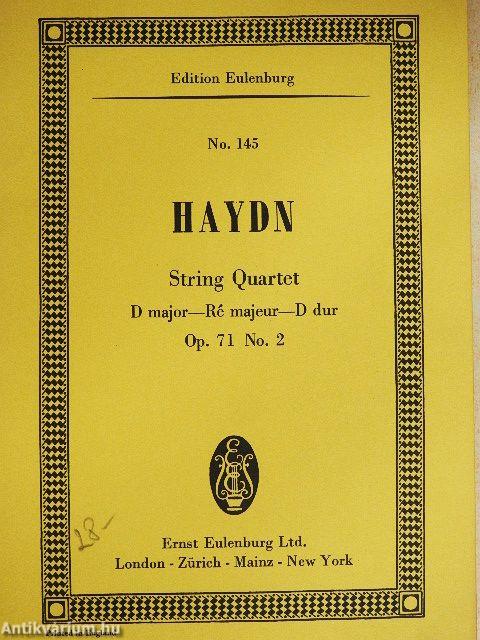 Edition Eulenburg
No. 145
HAYDN
String Quartet
D major—Ré majeur—D dur
Op. 71 No. 2
E
28-
Ernst Eulenburg Ltd.
London - Zürich - Mainz - New York
Antikvárium.hu